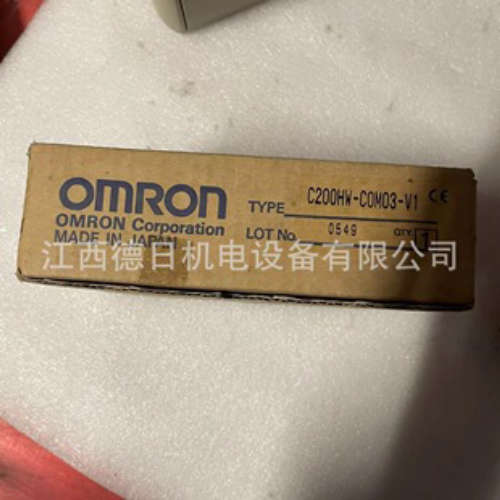 OMRON
OMRON Corporation
MADE IN JAPAN
TYPE C200HW-COM03-V1 CE
LOT No. 0549 QTY. 1
江西德日机电设备有限公司